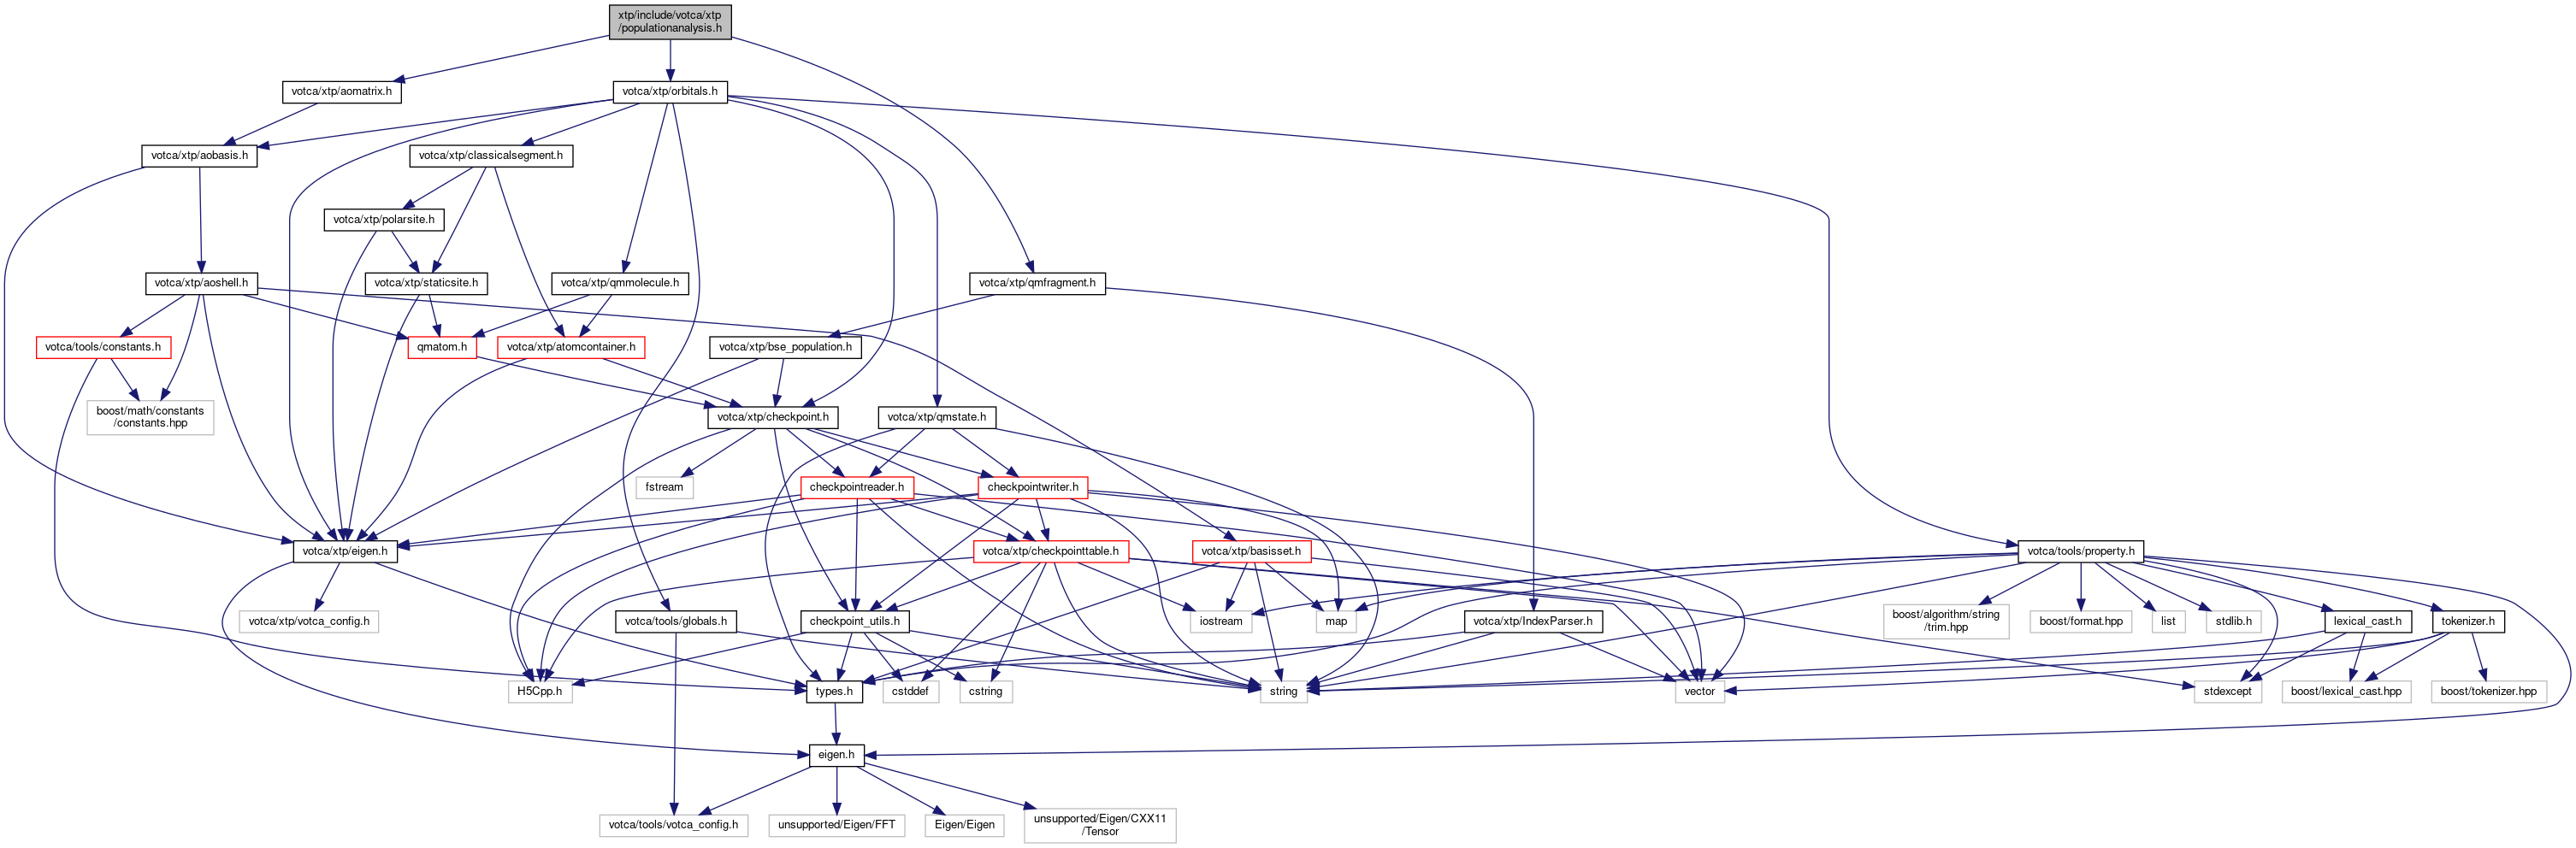 xtp/include/votca/xtp
/populationanalysis.h
votca/xtp/aomatrix.h
votca/xtp/orbitals.h
votca/xtp/aobasis.h
votca/xtp/classicalsegment.h
votca/xtp/polarsite.h
votca/xtp/aoshell.h
votca/xtp/staticsite.h
votca/xtp/qmmolecule.h
votca/xtp/qmfragment.h
votca/tools/constants.h
qmatom.h
votca/xtp/atomcontainer.h
votca/xtp/bse_population.h
boost/math/constants
/constants.hpp
votca/xtp/checkpoint.h
votca/xtp/qmstate.h
fstream
checkpointreader.h
checkpointwriter.h
votca/xtp/eigen.h
votca/xtp/checkpointtable.h
votca/xtp/basisset.h
votca/tools/property.h
votca/xtp/votca_config.h
votca/tools/globals.h
checkpoint_utils.h
iostream
map
votca/xtp/IndexParser.h
boost/algorithm/string
/trim.hpp
boost/format.hpp
list
stdlib.h
lexical_cast.h
tokenizer.h
H5Cpp.h
types.h
cstddef
cstring
string
vector
stdexcept
boost/lexical_cast.hpp
boost/tokenizer.hpp
eigen.h
votca/tools/votca_config.h
unsupported/Eigen/FFT
Eigen/Eigen
unsupported/Eigen/CXX11
/Tensor